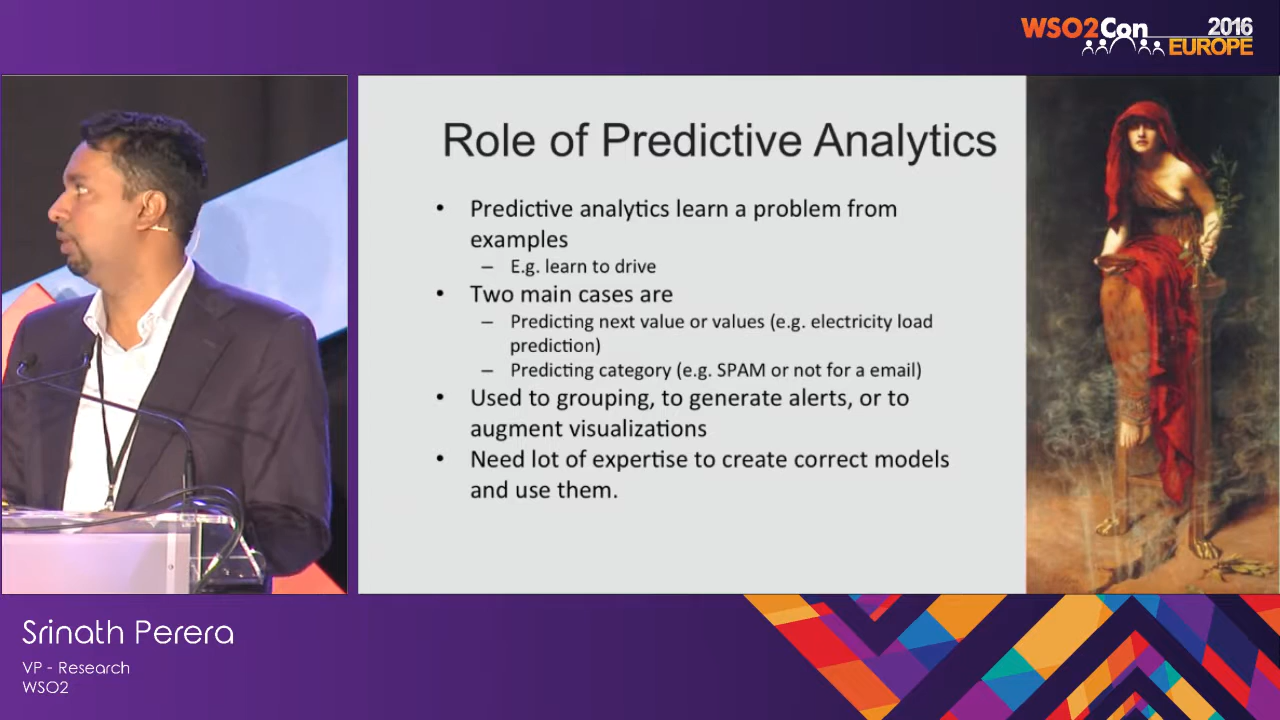 WSO2Con 2016
EUROPE
Role of Predictive Analytics
• Predictive analytics learn a problem from
examples
– E.g. learn to drive
• Two main cases are
– Predicting next value or values (e.g. electricity load
prediction)
– Predicting category (e.g. SPAM or not for a email)
• Used to grouping, to generate alerts, or to
augment visualizations
• Need lot of expertise to create correct models
and use them.
Srinath Perera
VP - Research
WSO2